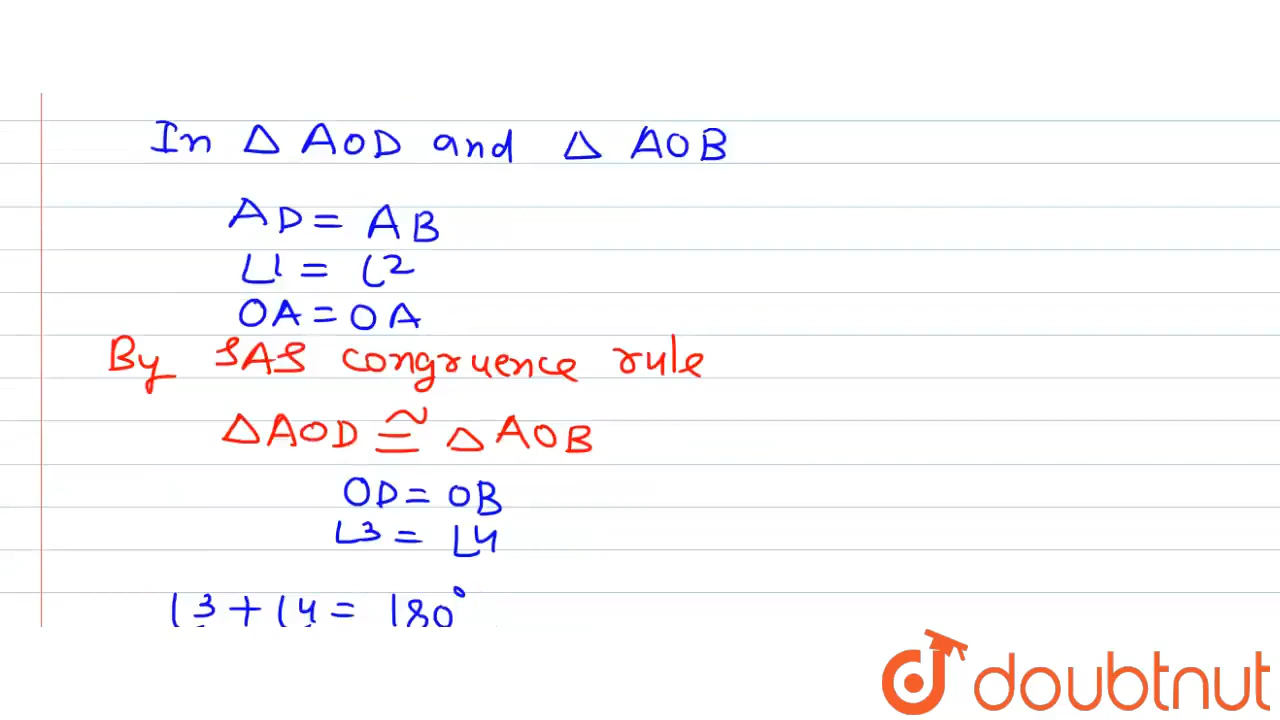 In △ AOD and △ AOB
AD = AB
∠1 = ∠2
OA = OA
By SAS congruence rule
△AOD ≅ △AOB
OD = OB
∠3 = ∠4
∠3 + ∠4 = 180°
doubtnut